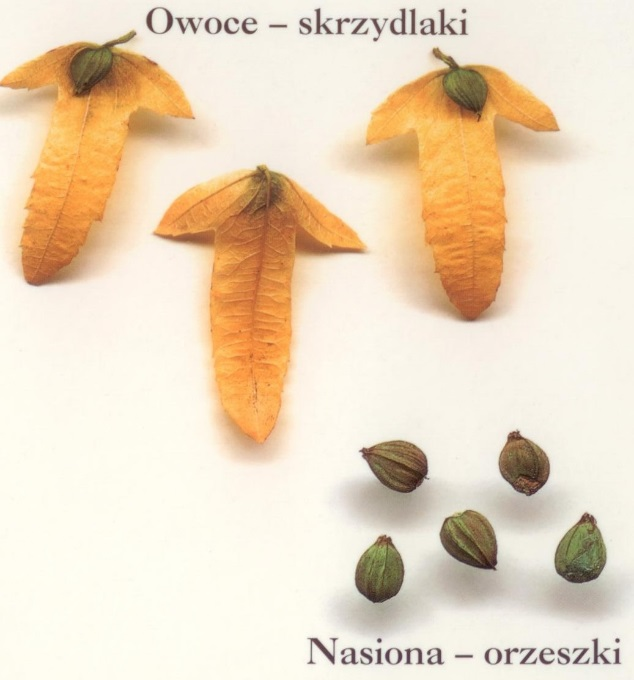 Owoce – skrzydlaki
Nasiona – orzeszki